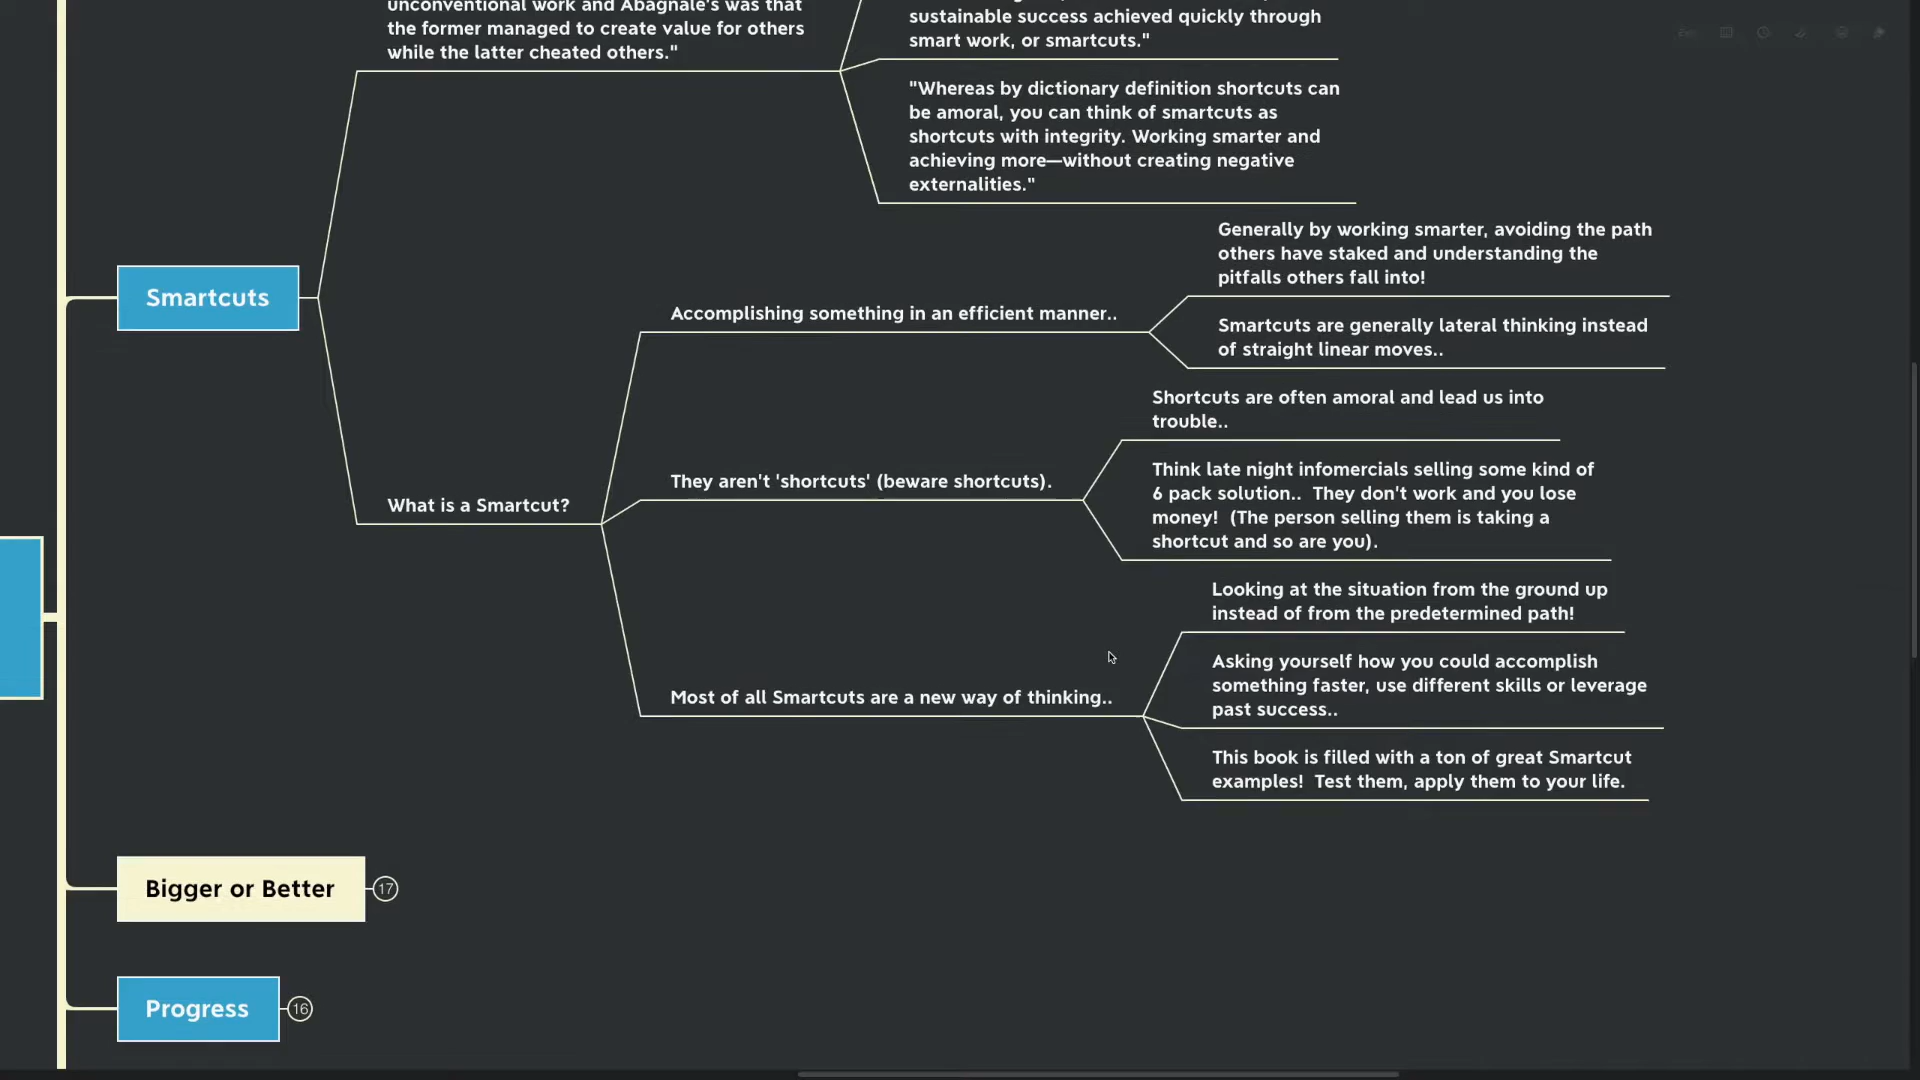 unconventional work and Abagnale's was that
the former managed to create value for others
while the latter cheated others."
sustainable success achieved quickly through
smart work, or smartcuts."
"Whereas by dictionary definition shortcuts can
be amoral, you can think of smartcuts as
shortcuts with integrity. Working smarter and
achieving more—without creating negative
externalities."
Smartcuts
What is a Smartcut?
Accomplishing something in an efficient manner..
Generally by working smarter, avoiding the path
others have staked and understanding the
pitfalls others fall into!
Smartcuts are generally lateral thinking instead
of straight linear moves..
They aren't 'shortcuts' (beware shortcuts).
Shortcuts are often amoral and lead us into
trouble..
Think late night infomercials selling some kind of
6 pack solution..  They don't work and you lose
money!  (The person selling them is taking a
shortcut and so are you).
Most of all Smartcuts are a new way of thinking..
Looking at the situation from the ground up
instead of from the predetermined path!
Asking yourself how you could accomplish
something faster, use different skills or leverage
past success..
This book is filled with a ton of great Smartcut
examples!  Test them, apply them to your life.
Bigger or Better
17
Progress
16